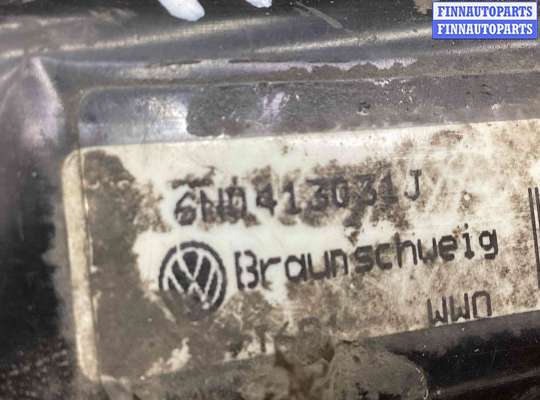 FINNAUTOPARTS
FINNAUTOPARTS
6N0413031J
Braunschweig
WWO